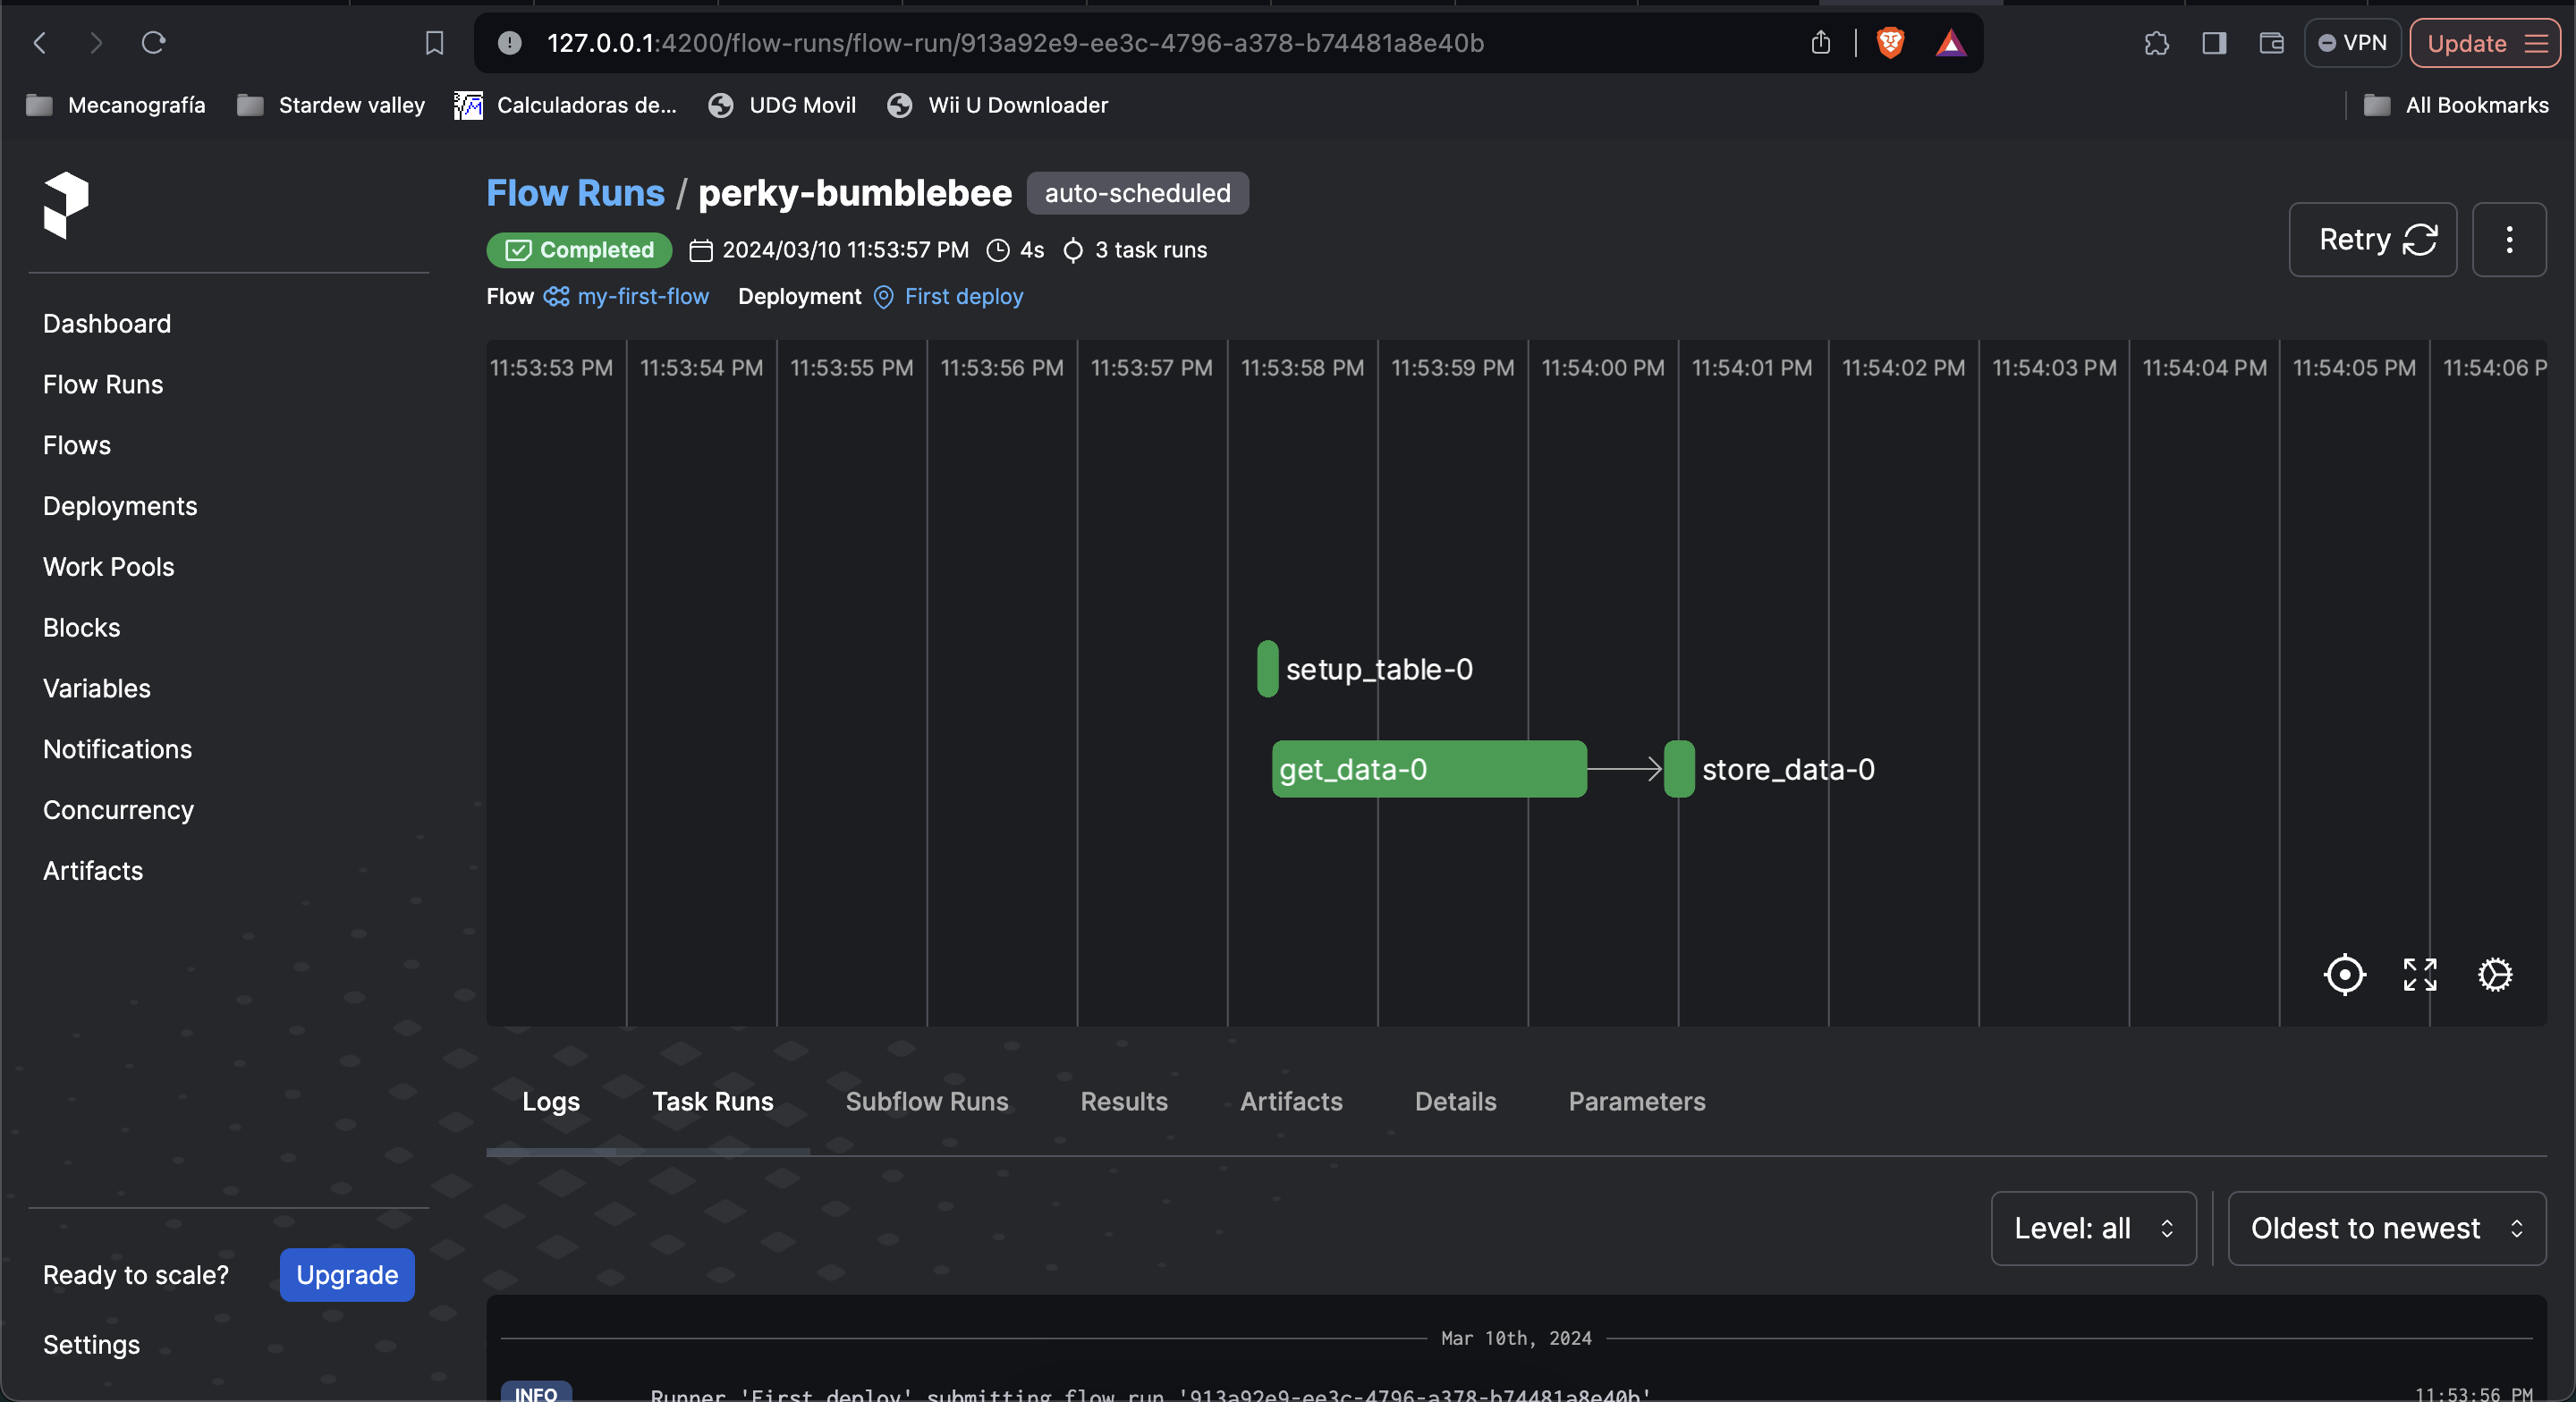 127.0.0.1:4200/flow-runs/flow-run/913a92e9-ee3c-4796-a378-b74481a8e40b
VPN
Update
Mecanografía
Stardew valley
Calculadoras de...
UDG Movil
Wii U Downloader
All Bookmarks
Flow Runs / perky-bumblebee auto-scheduled
Completed 2024/03/10 11:53:57 PM 4s 3 task runs
Flow my-first-flow Deployment First deploy
Retry
Dashboard
Flow Runs
Flows
Deployments
Work Pools
Blocks
Variables
Notifications
Concurrency
Artifacts
Ready to scale? Upgrade
Settings
11:53:53 PM 11:53:54 PM 11:53:55 PM 11:53:56 PM 11:53:57 PM 11:53:58 PM 11:53:59 PM 11:54:00 PM 11:54:01 PM 11:54:02 PM 11:54:03 PM 11:54:04 PM 11:54:05 PM 11:54:06 P
setup_table-0
get_data-0 store_data-0
Logs Task Runs Subflow Runs Results Artifacts Details Parameters
Level: all Oldest to newest
Mar 10th, 2024
INFO Runner 'First deploy' submitting flow run '913a92e9-ee3c-4796-a378-b74481a8e40b' 11:53:56 PM